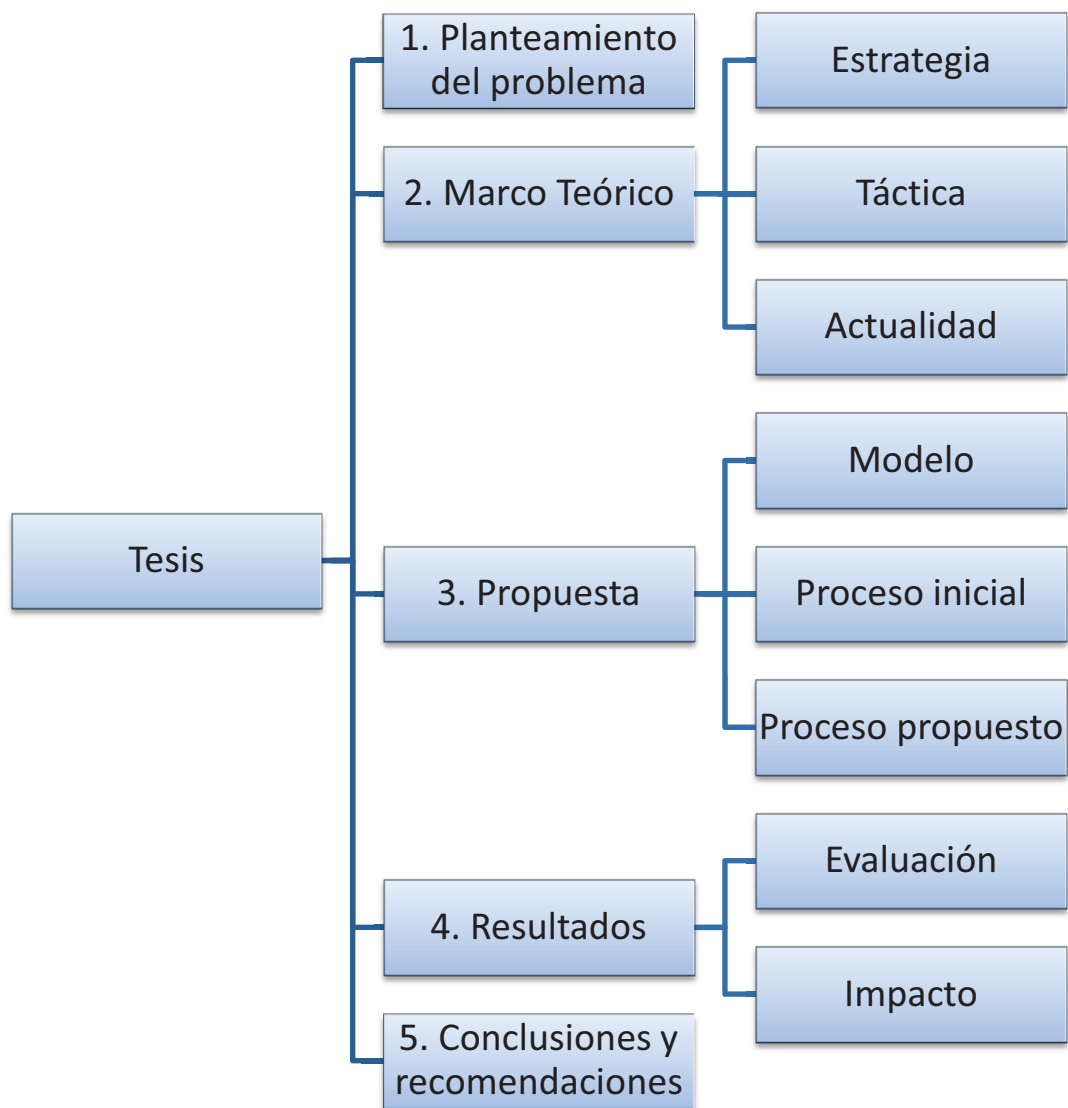 Tesis
1. Planteamiento
del problema
2. Marco Teórico
Estrategia
Táctica
Actualidad
3. Propuesta
Modelo
Proceso inicial
Proceso propuesto
4. Resultados
Evaluación
Impacto
5. Conclusiones y
recomendaciones